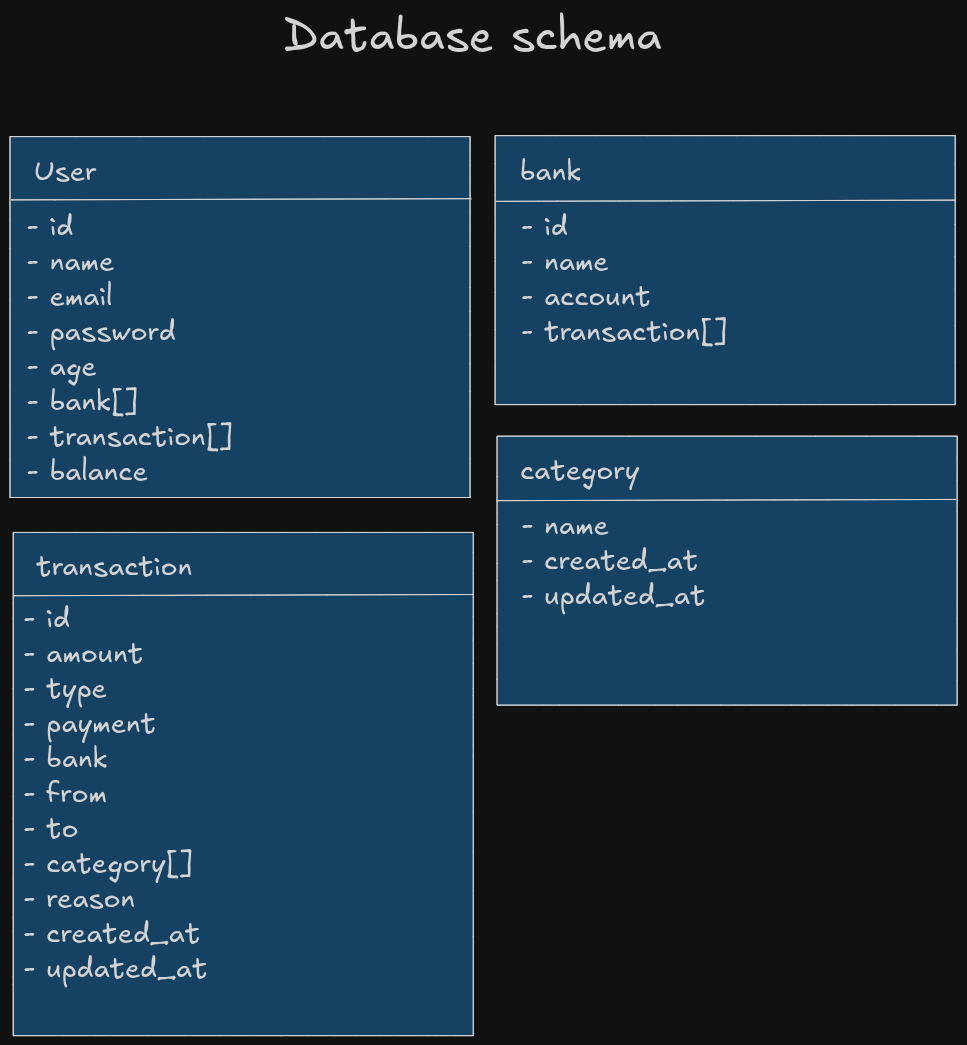 Database schema
User
- id
- name
- email
- password
- age
- bank[]
- transaction[]
- balance
bank
- id
- name
- account
- transaction[]
transaction
- id
- amount
- type
- payment
- bank
- from
- to
- category[]
- reason
- created_at
- updated_at
category
- name
- created_at
- updated_at